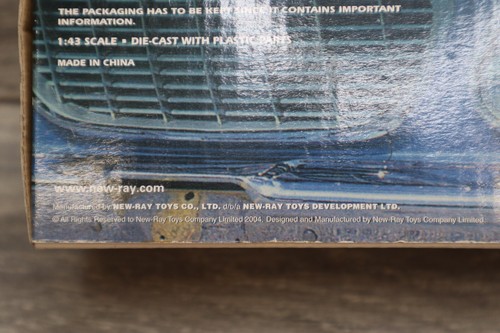 THE PACKAGING HAS TO BE KEPT SINCE IT CONTAINS IMPORTANT
INFORMATION.
1:43 SCALE • DIE-CAST WITH PLASTIC PARTS
MADE IN CHINA
www.new-ray.com
Manufactured by NEW-RAY TOYS CO., LTD. d/b/a NEW-RAY TOYS DEVELOPMENT LTD.
© All Rights Reserved to New-Ray Toys Company Limited 2004. Designed and Manufactured by New-Ray Toys Company Limited.